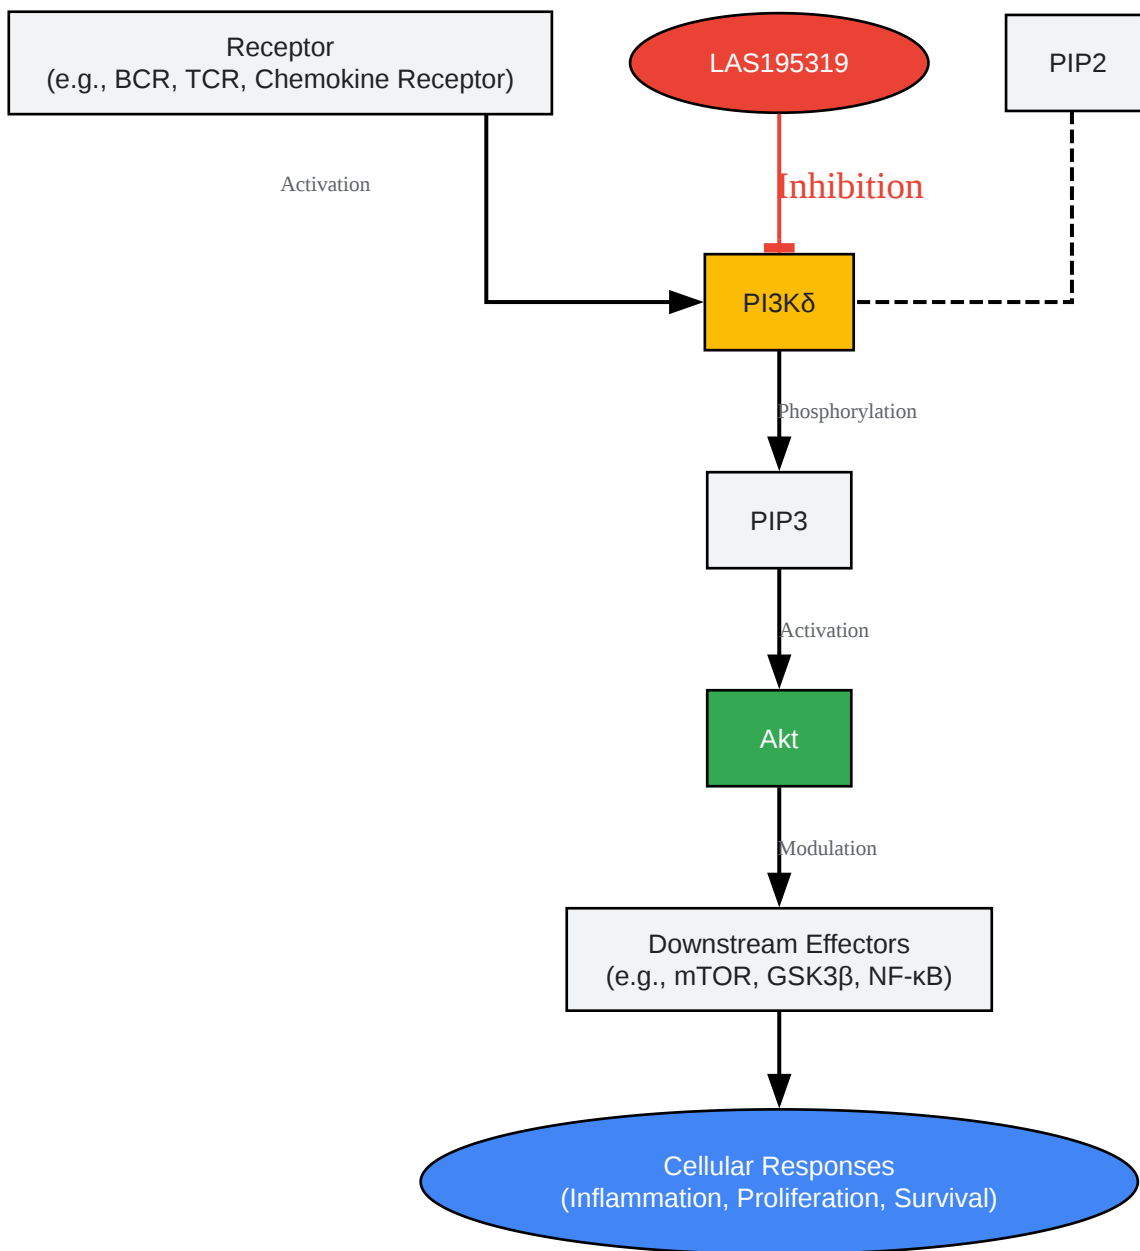 Receptor
(e.g., BCR, TCR, Chemokine Receptor)
LAS195319
PIP2
Activation
Inhibition
PI3Kδ
Phosphorylation
PIP3
Activation
Akt
Modulation
Downstream Effectors
(e.g., mTOR, GSK3β, NF-κB)
Cellular Responses
(Inflammation, Proliferation, Survival)